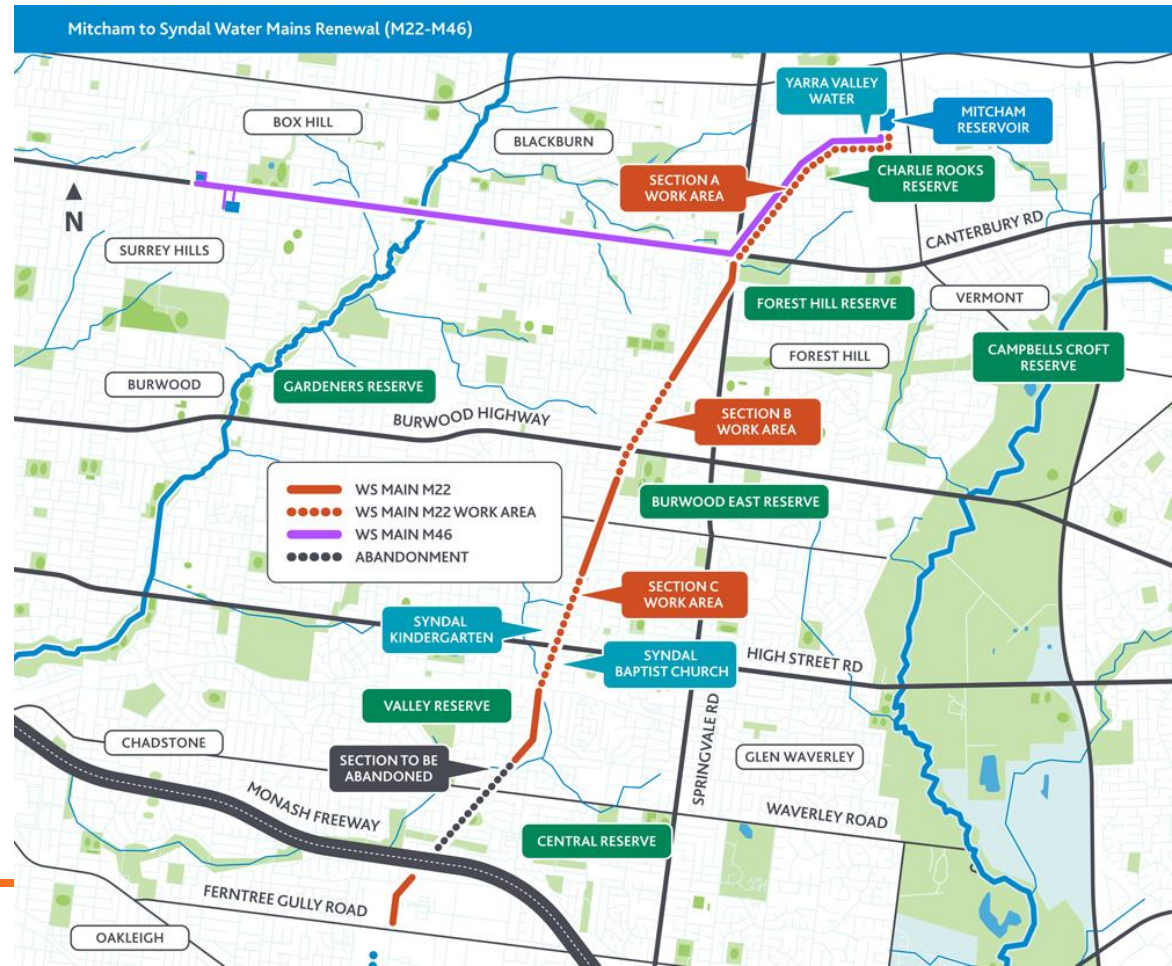 Mitcham to Syndal Water Mains Renewal (M22-M46)
YARRA VALLEY
WATER
MITCHAM
RESERVOIR
BOX HILL
BLACKBURN
SECTION A
WORK AREA
CHARLIE ROOKS
RESERVE
N
CANTERBURY RD
SURREY HILLS
FOREST HILL RESERVE
VERMONT
FOREST HILL
CAMPBELLS CROFT
RESERVE
BURWOOD
GARDENERS RESERVE
BURWOOD HIGHWAY
SECTION B
WORK AREA
WS MAIN M22
WS MAIN M22 WORK AREA
WS MAIN M46
ABANDONMENT
BURWOOD EAST RESERVE
SECTION C
WORK AREA
SYNDAL
KINDERGARTEN
SYNDAL
BAPTIST CHURCH
HIGH STREET RD
VALLEY RESERVE
SPRINGVALE RD
CHADSTONE
SECTION TO BE
ABANDONED
GLEN WAVERLEY
MONASH FREEWAY
WAVERLEY ROAD
CENTRAL RESERVE
FERNTREE GULLY ROAD
OAKLEIGH